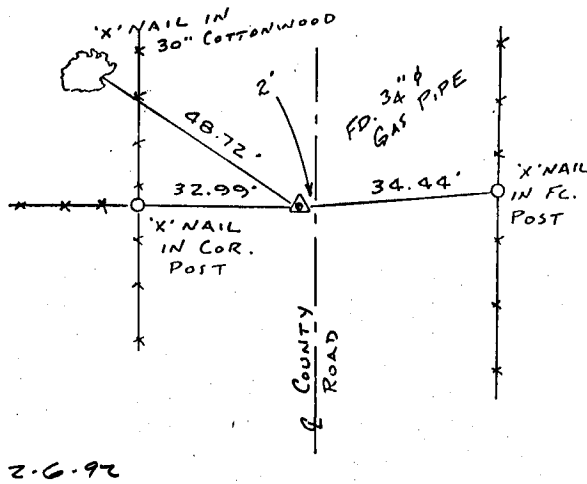 'X' NAIL IN
30" COTTONWOOD
2'
FD. 3/4" ϕ
GAS PIPE
48.72'
32.99'
34.44'
'X' NAIL
IN COR.
POST
'X' NAIL
IN FC.
POST
℄ COUNTY
ROAD
2-6-92